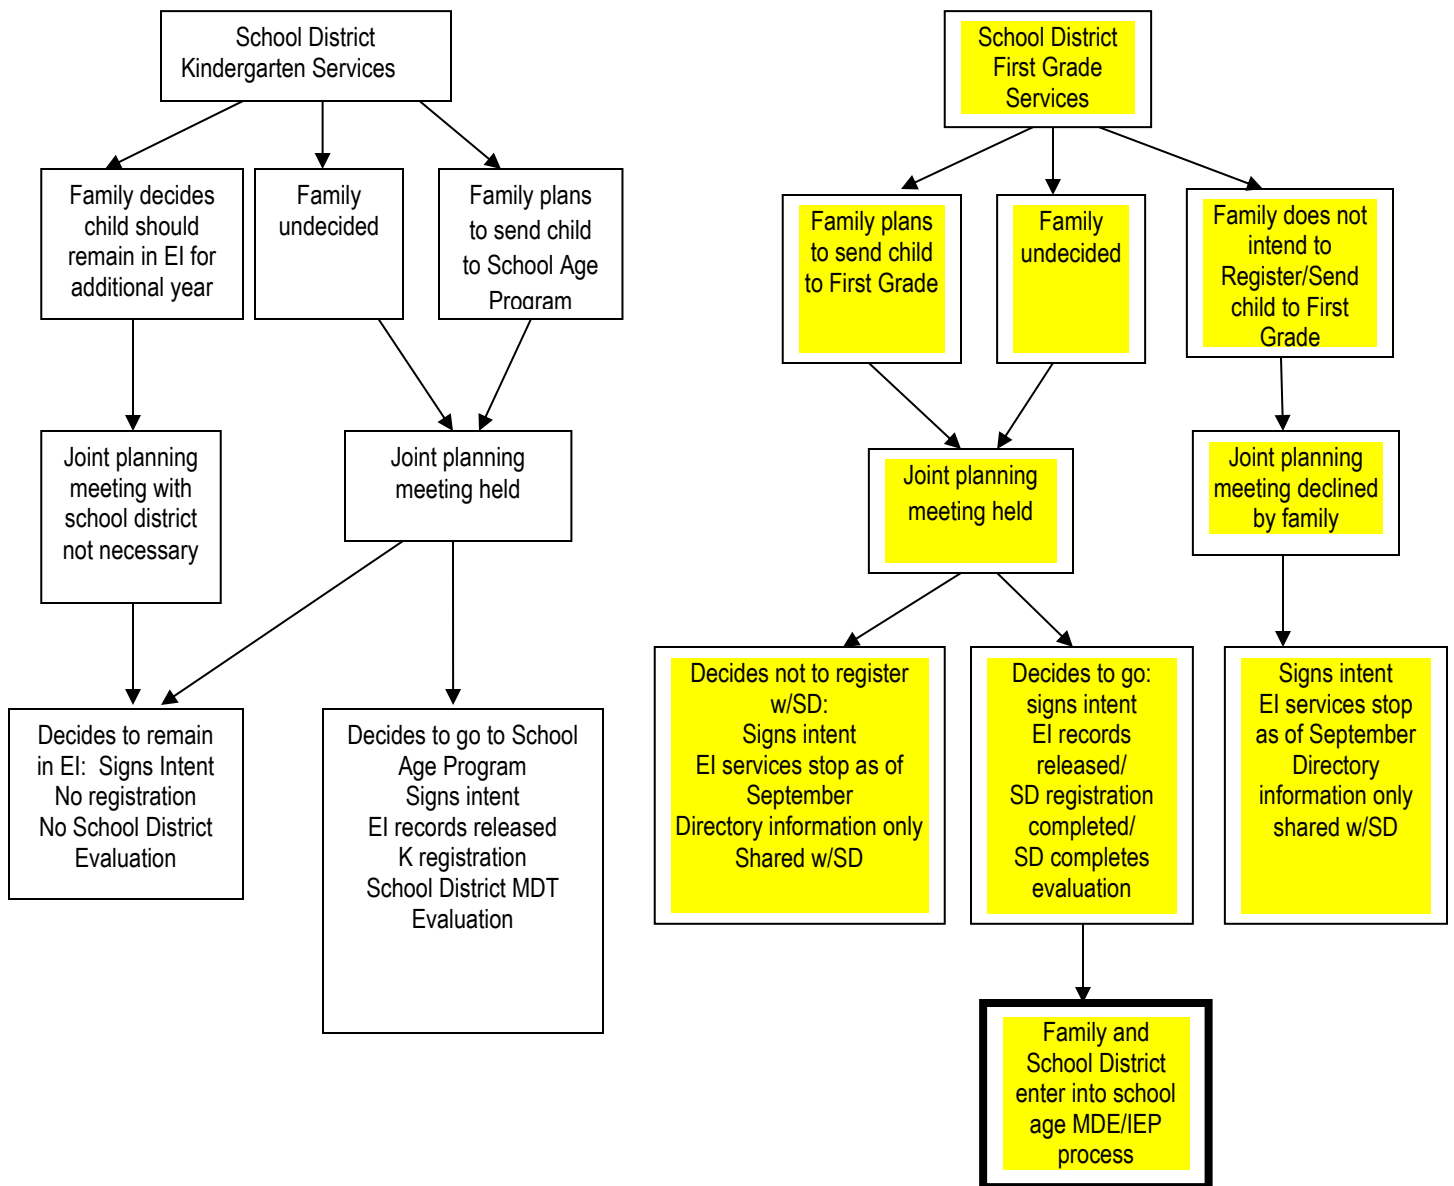 School District
Kindergarten Services
Family decides
child should
remain in EI for
additional year
Family
undecided
Family plans
to send child
to School Age
Program
Joint planning
meeting with
school district
not necessary
Joint planning
meeting held
Decides to remain
in EI:  Signs Intent
No registration
No School District
Evaluation
Decides to go to School
Age Program
Signs intent
EI records released
K registration
School District MDT
Evaluation
School District
First Grade
Services
Family plans
to send child
to First Grade
Family
undecided
Family does not
intend to
Register/Send
child to First
Grade
Joint planning
meeting held
Joint planning
meeting declined
by family
Decides not to register
w/SD:
Signs intent
EI services stop as of
September
Directory information only
Shared w/SD
Decides to go:
signs intent
EI records
released/
SD registration
completed/
SD completes
evaluation
Signs intent
EI services stop
as of September
Directory
information only
shared w/SD
Family and
School District
enter into school
age MDE/IEP
process